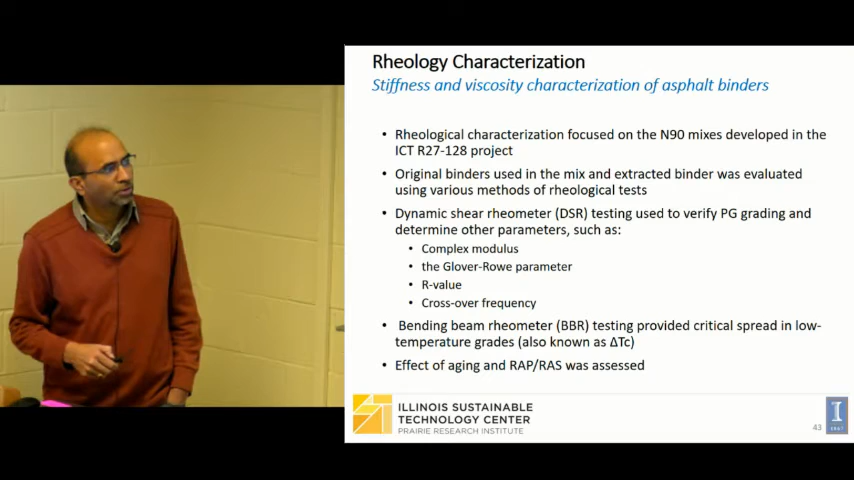 Rheology Characterization
Stiffness and viscosity characterization of asphalt binders
• Rheological characterization focused on the N90 mixes developed in the
ICT R27-128 project
• Original binders used in the mix and extracted binder was evaluated
using various methods of rheological tests
• Dynamic shear rheometer (DSR) testing used to verify PG grading and
determine other parameters, such as:
• Complex modulus
• the Glover-Rowe parameter
• R-value
• Cross-over frequency
• Bending beam rheometer (BBR) testing provided critical spread in low-
temperature grades (also known as ΔTc)
• Effect of aging and RAP/RAS was assessed
ILLINOIS SUSTAINABLE
TECHNOLOGY CENTER
PRAIRIE RESEARCH INSTITUTE
43
I